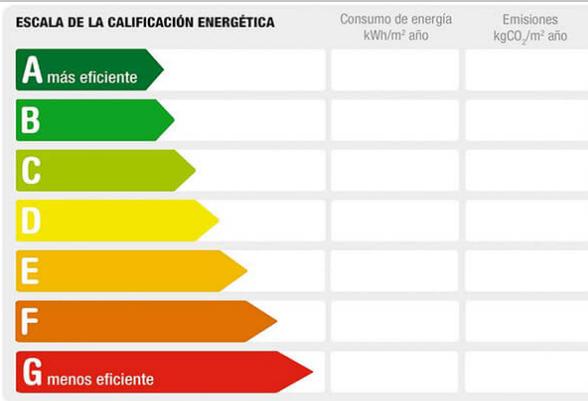 ESCALA DE LA CALIFICACIÓN ENERGÉTICA
Consumo de energía
kWh/m² año
Emisiones
kgCO₂/m² año
A más eficiente
B
C
D
E
F
G menos eficiente